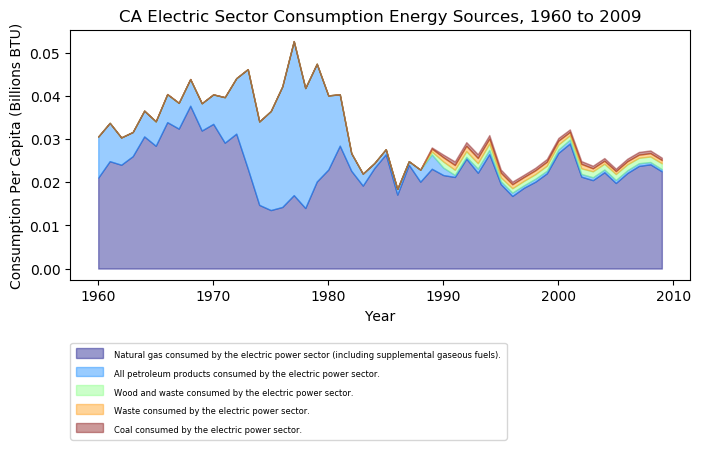 CA Electric Sector Consumption Energy Sources, 1960 to 2009
Consumption Per Capita (Billions BTU)
0.05
0.04
0.03
0.02
0.01
0.00
1960 1970 1980 1990 2000 2010
Year
Natural gas consumed by the electric power sector (including supplemental gaseous fuels).
All petroleum products consumed by the electric power sector.
Wood and waste consumed by the electric power sector.
Waste consumed by the electric power sector.
Coal consumed by the electric power sector.